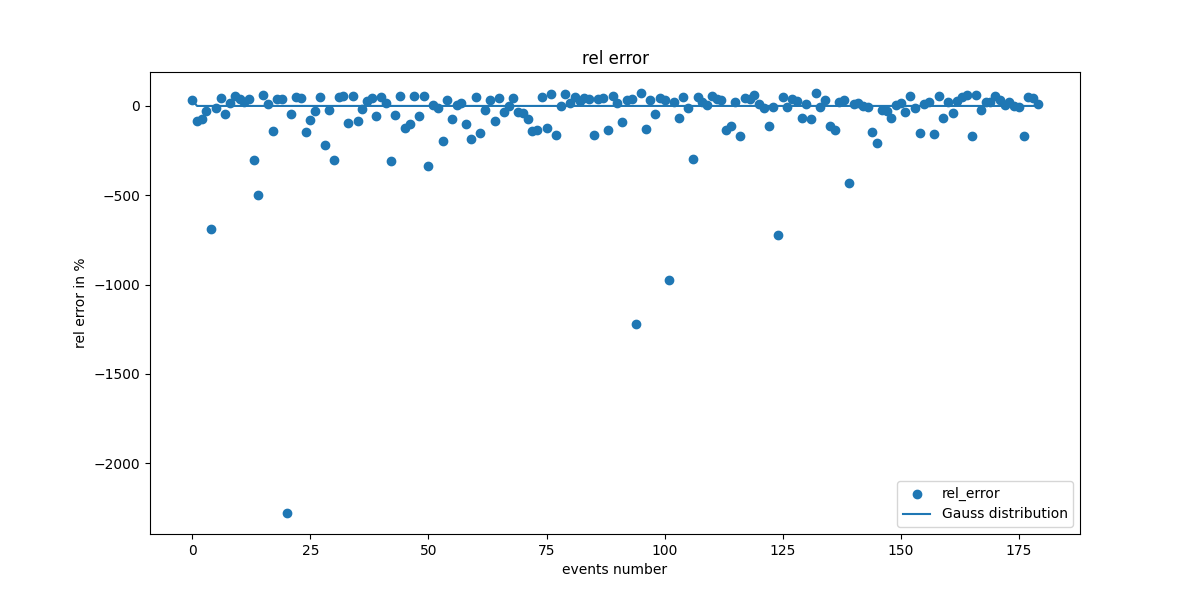 rel error
rel error in %
0
−500
−1000
−1500
−2000
0
25
50
75
100
125
150
175
events number
rel_error
Gauss distribution